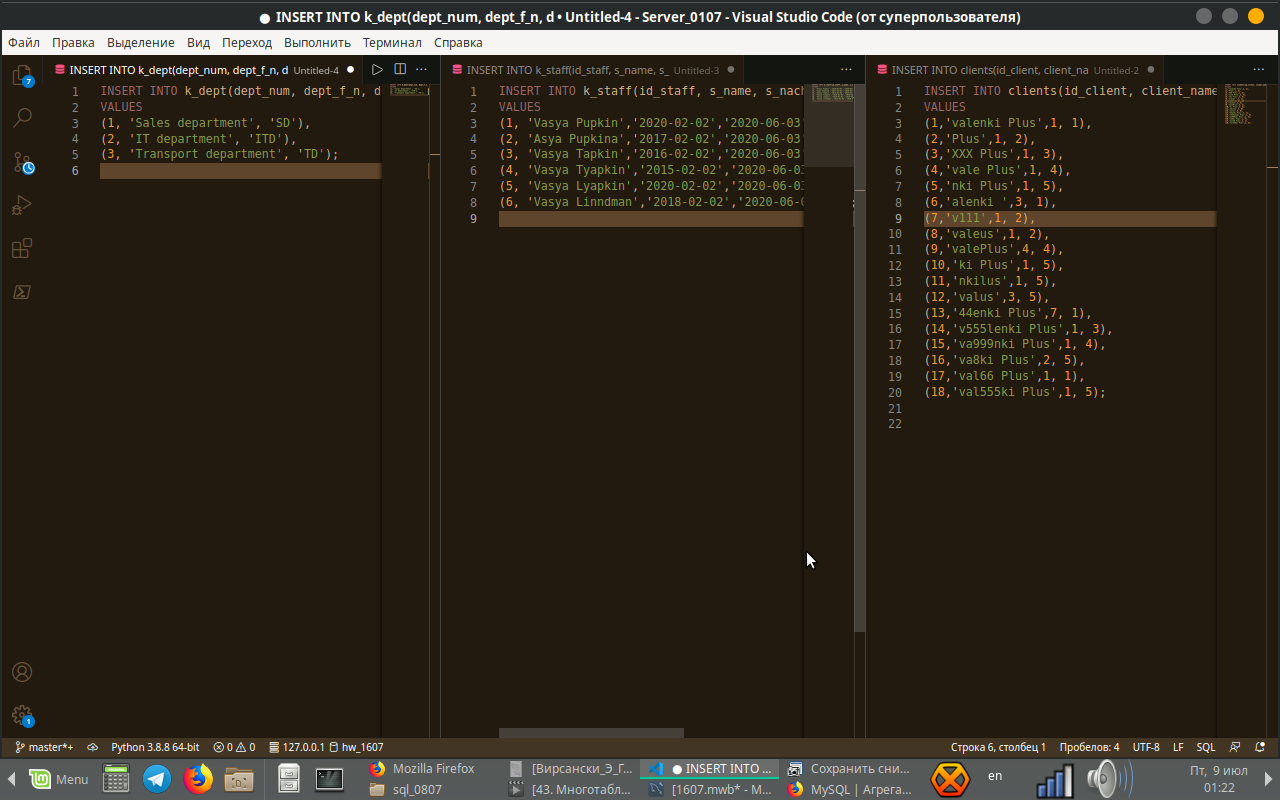 ● INSERT INTO k_dept(dept_num, dept_f_n, d • Untitled-4 - Server_0107 - Visual Studio Code (от суперпользователя)
Файл Правка Выделение Вид Переход Выполнить Терминал Справка
INSERT INTO k_dept(dept_num, dept_f_n, d Untitled-4 ●
1 INSERT INTO k_dept(dept_num, dept_f_n, d
2 VALUES
3 (1, 'Sales department', 'SD'),
4 (2, 'IT department', 'ITD'),
5 (3, 'Transport department', 'TD');
6
INSERT INTO k_staff(id_staff, s_name, s_ Untitled-3 ●
1 INSERT INTO k_staff(id_staff, s_name, s_nach
2 VALUES
3 (1, 'Vasya Pupkin','2020-02-02','2020-06-03'
4 (2, 'Asya Pupkina','2017-02-02','2020-06-03'
5 (3, 'Vasya Tapkin','2016-02-02','2020-06-03'
6 (4, 'Vasya Tyapkin','2015-02-02','2020-06-03
7 (5, 'Vasya Lyapkin','2020-02-02','2020-06-03
8 (6, 'Vasya Linndman','2018-02-02','2020-06-0
9
INSERT INTO clients(id_client, client_na Untitled-2 ●
1 INSERT INTO clients(id_client, client_name
2 VALUES
3 (1,'valenki Plus',1, 1),
4 (2,'Plus',1, 2),
5 (3,'XXX Plus',1, 3),
6 (4,'vale Plus',1, 4),
7 (5,'nki Plus',1, 5),
8 (6,'alenki ',3, 1),
9 (7,'v111',1, 2),
10 (8,'valeus',1, 2),
11 (9,'valePlus',4, 4),
12 (10,'ki Plus',1, 5),
13 (11,'nkilus',1, 5),
14 (12,'valus',3, 5),
15 (13,'44enki Plus',7, 1),
16 (14,'v555lenki Plus',1, 3),
17 (15,'va999nki Plus',1, 4),
18 (16,'va8ki Plus',2, 5),
19 (17,'val66 Plus',1, 1),
20 (18,'val555ki Plus',1, 5);
21
22
7
1
master*+ Python 3.8.8 64-bit 0 0 127.0.0.1 hw_1607 Строка 6, столбец 1 Пробелов: 4 UTF-8 LF SQL
Menu
Mozilla Firefox [Вирсански_Э_Г... ● INSERT INTO ... Сохранить сни...
sql_0807 [43. Многотабл... [1607.mwb* - M... MySQL | Агрега...
en
Пт, 9 июл
01:22